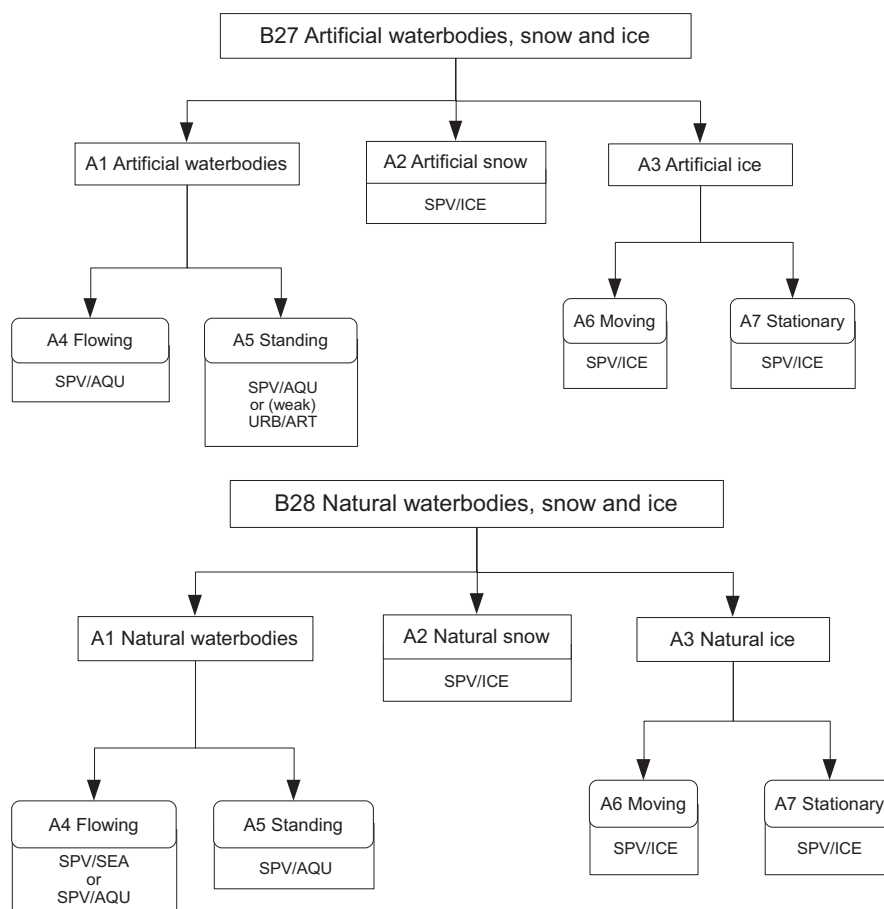 B27 Artificial waterbodies, snow and ice
A1 Artificial waterbodies
A2 Artificial snow
SPV/ICE
A3 Artificial ice
A4 Flowing
SPV/AQU
A5 Standing
SPV/AQU
or (weak)
URB/ART
A6 Moving
SPV/ICE
A7 Stationary
SPV/ICE
B28 Natural waterbodies, snow and ice
A1 Natural waterbodies
A2 Natural snow
SPV/ICE
A3 Natural ice
A4 Flowing
SPV/SEA
or
SPV/AQU
A5 Standing
SPV/AQU
A6 Moving
SPV/ICE
A7 Stationary
SPV/ICE